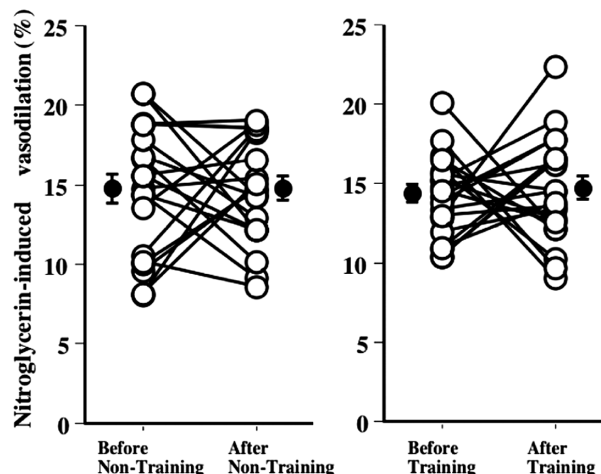 Nitroglycerin-induced vasodilation (%)
25
20
15
10
5
0
Before
Non-Training
After
Non-Training
25
20
15
10
5
0
Before
Training
After
Training